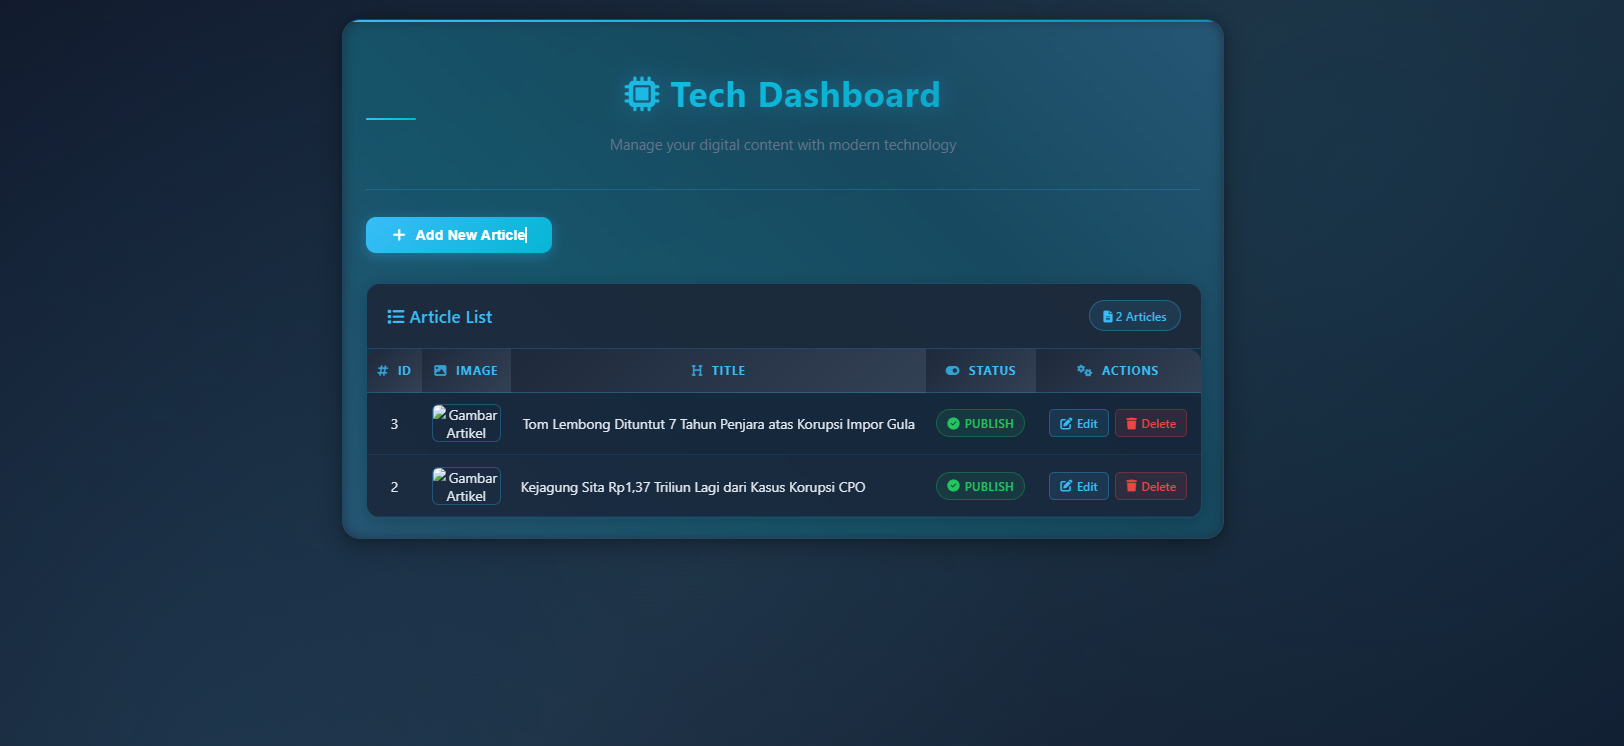 Tech Dashboard
Manage your digital content with modern technology
Add New Article
Article List
2 Articles
# ID IMAGE TITLE STATUS ACTIONS
3 Gambar Artikel Tom Lembong Dituntut 7 Tahun Penjara atas Korupsi Impor Gula PUBLISH Edit Delete
2 Gambar Artikel Kejagung Sita Rp1,37 Triliun Lagi dari Kasus Korupsi CPO PUBLISH Edit Delete